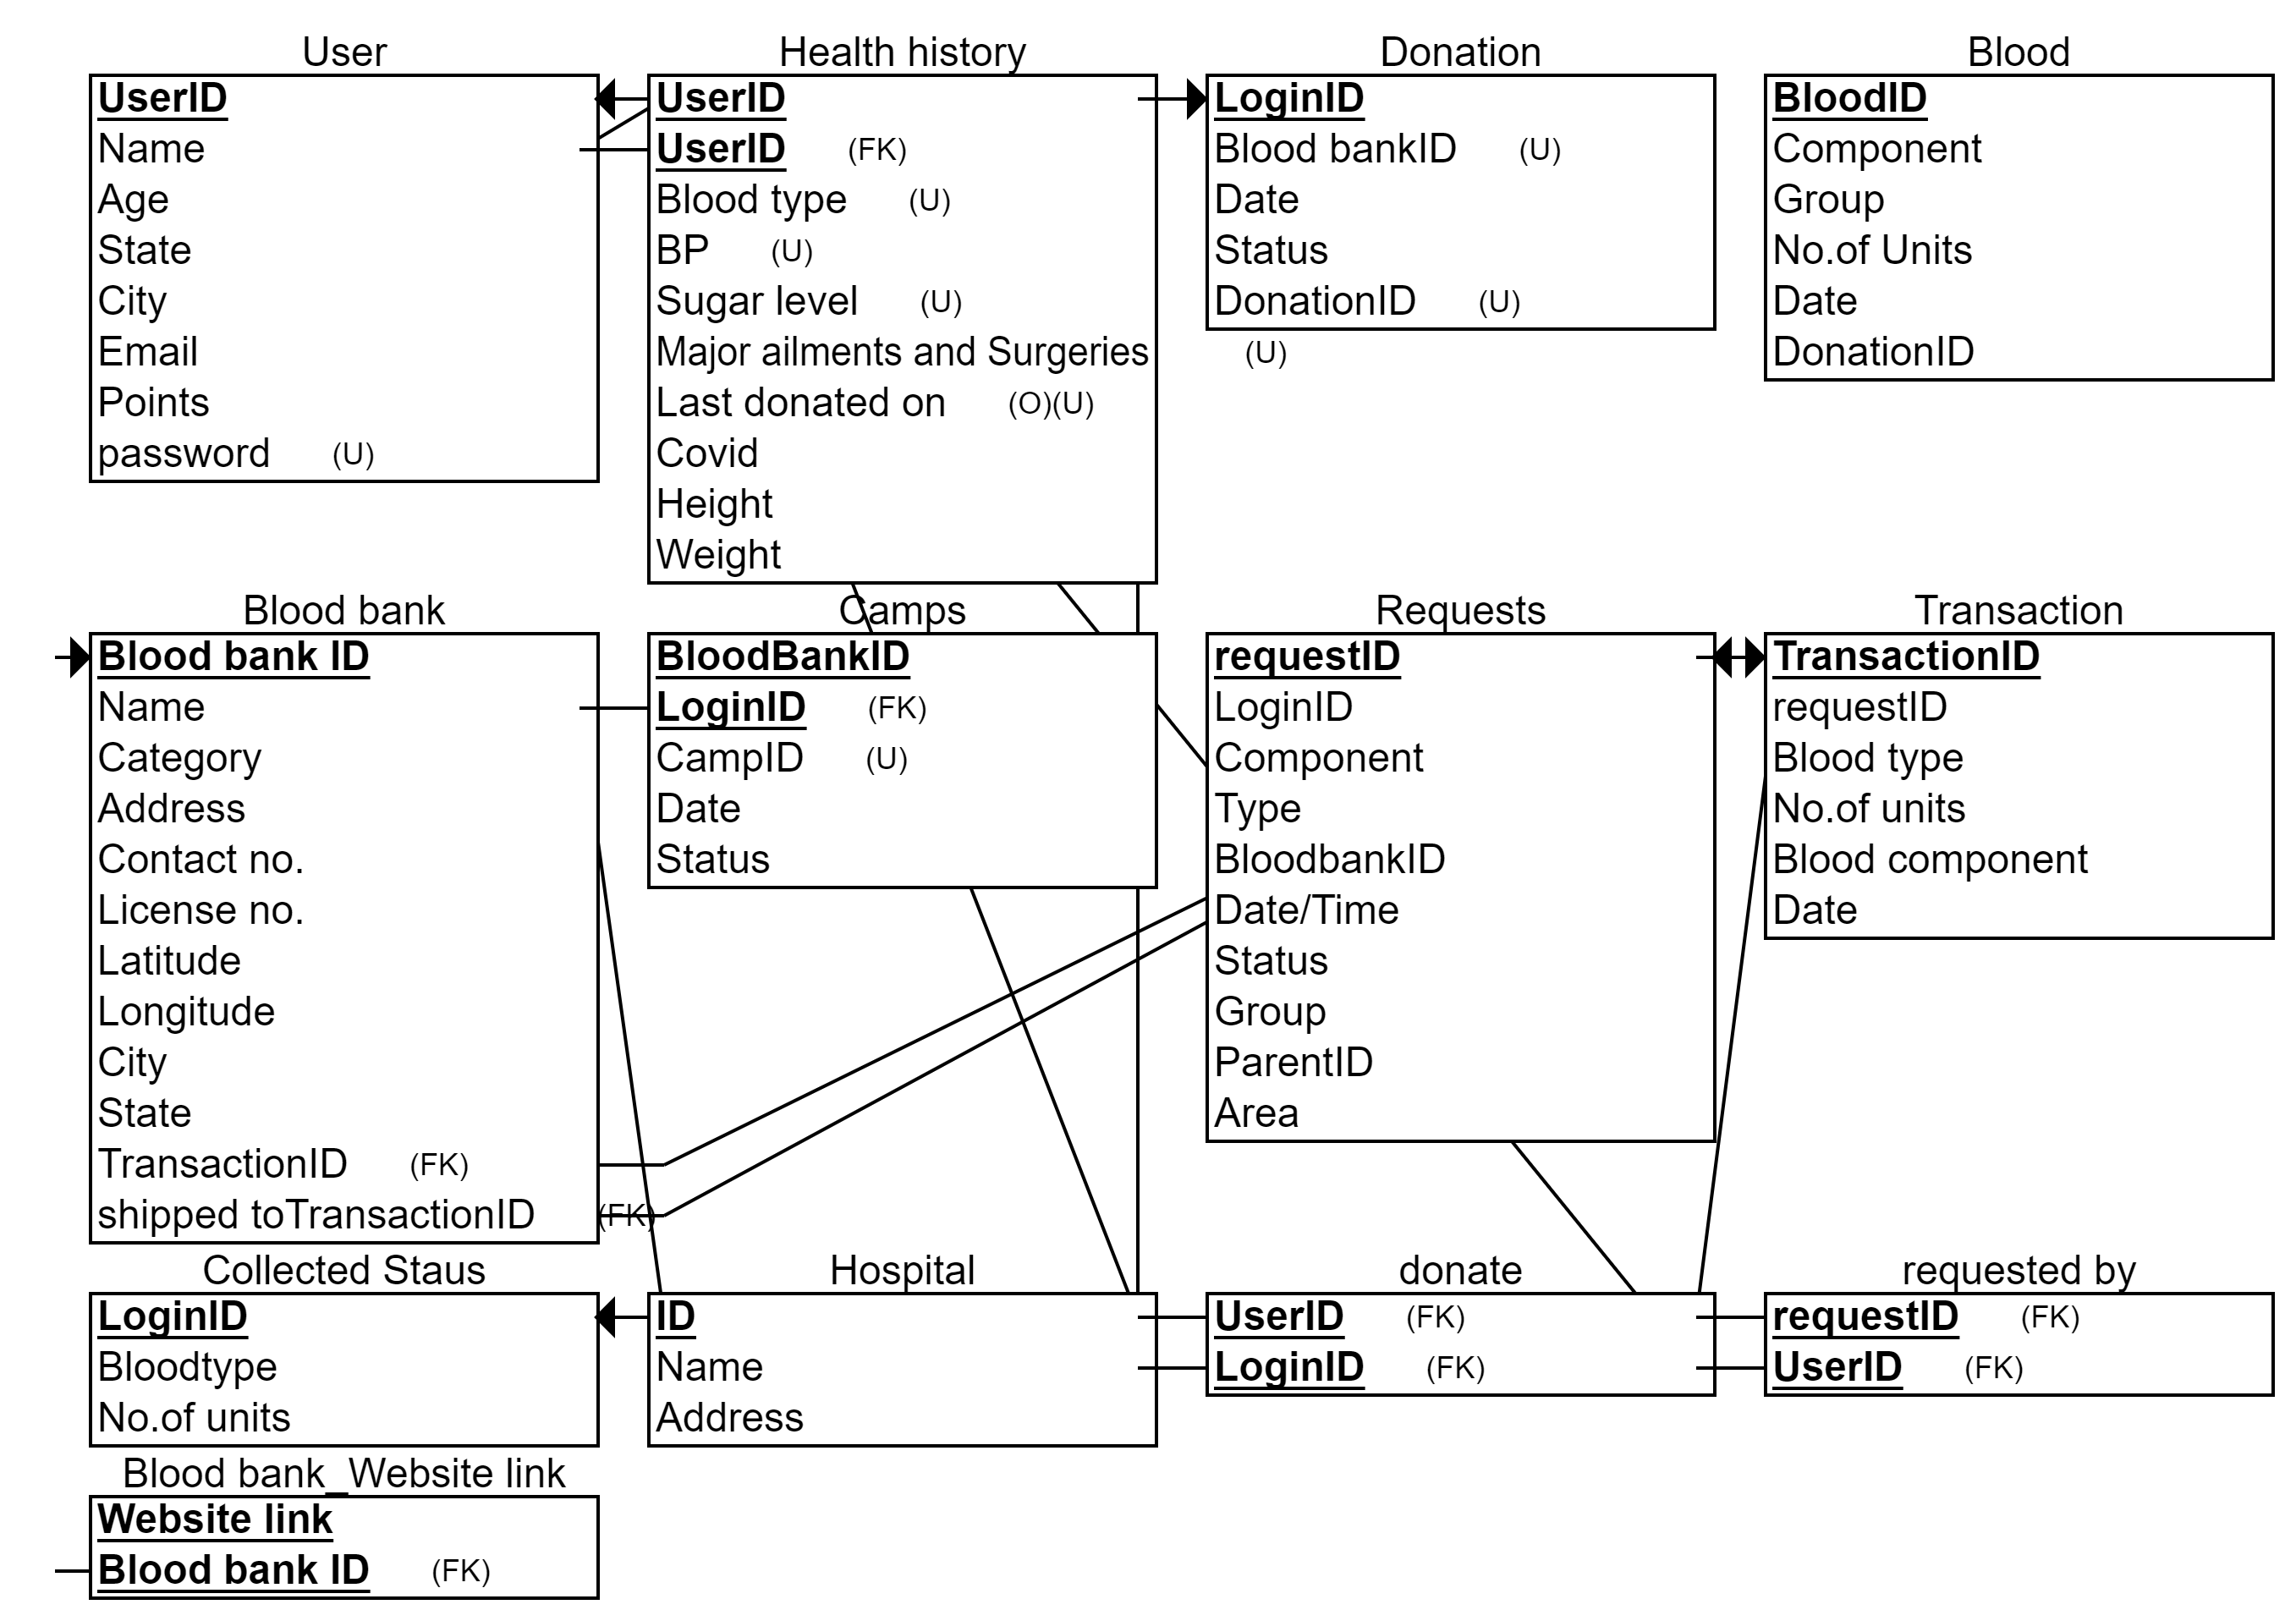 User
UserID
Name
Age
State
City
Email
Points
password (U)
Health history
UserID
UserID (FK)
Blood type (U)
BP (U)
Sugar level (U)
Major ailments and Surgeries (U)
Last donated on (O)(U)
Covid
Height
Weight
Donation
LoginID
Blood bankID (U)
Date
Status
DonationID (U)
Blood
BloodID
Component
Group
No.of Units
Date
DonationID
Blood bank
Blood bank ID
Name
Category
Address
Contact no.
License no.
Latitude
Longitude
City
State
TransactionID (FK)
shipped toTransactionID (FK)
Camps
BloodBankID
LoginID (FK)
CampID (U)
Date
Status
Requests
requestID
LoginID
Component
Type
BloodbankID
Date/Time
Status
Group
ParentID
Area
Transaction
TransactionID
requestID
Blood type
No.of units
Blood component
Date
Collected Staus
LoginID
Bloodtype
No.of units
Hospital
ID
Name
Address
donate
UserID (FK)
LoginID (FK)
requested by
requestID (FK)
UserID (FK)
Blood bank_Website link
Website link
Blood bank ID (FK)